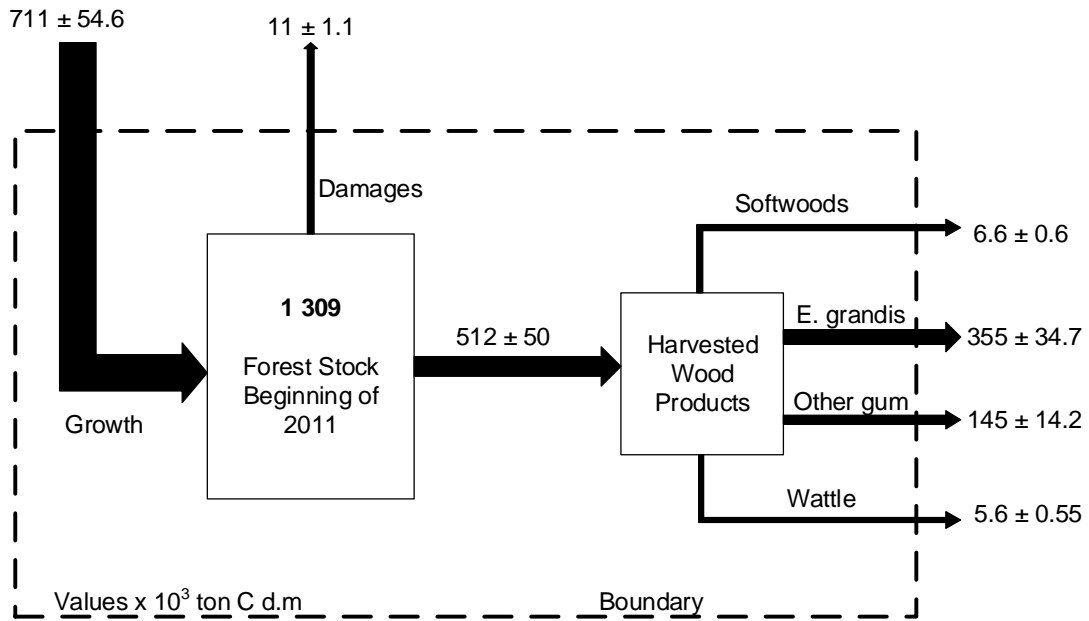 711 ± 54.6
11 ± 1.1
Damages
Softwoods
6.6 ± 0.6
1 309
Forest Stock
Beginning of
2011
512 ± 50
Harvested
Wood
Products
E. grandis
355 ± 34.7
Other gum
145 ± 14.2
Growth
Wattle
5.6 ± 0.55
Values x 10³ ton C d.m
Boundary